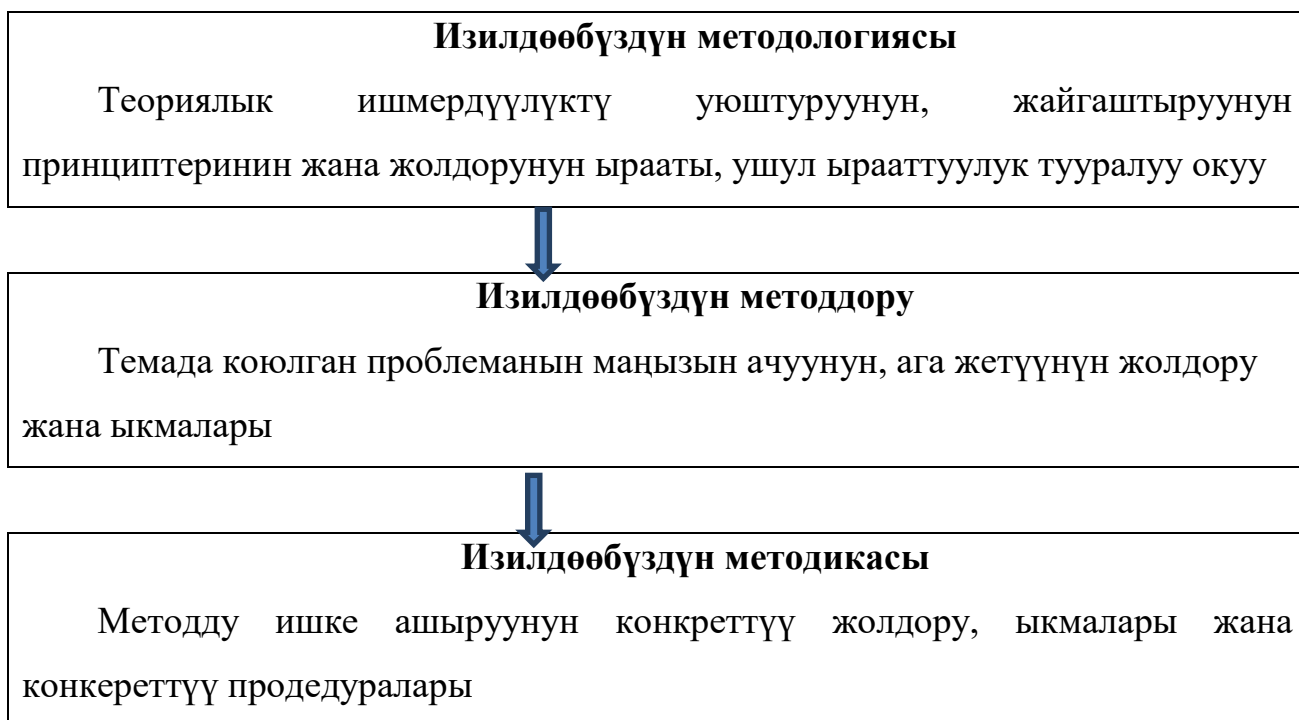 Изилдөөбүздүн методологиясы
Теориялык ишмердүүлүктү уюштуруунун, жайгаштыруунун
принциптеринин жана жолдорунун ырааты, ушул ырааттуулук тууралуу окуу
Изилдөөбүздүн методдору
Темада коюлган проблеманын маңызын ачуунун, ага жетүүнүн жолдору
жана ыкмалары
Изилдөөбүздүн методикасы
Методду ишке ашыруунун конкреттүү жолдору, ыкмалары жана
конкереттүү продедуралары